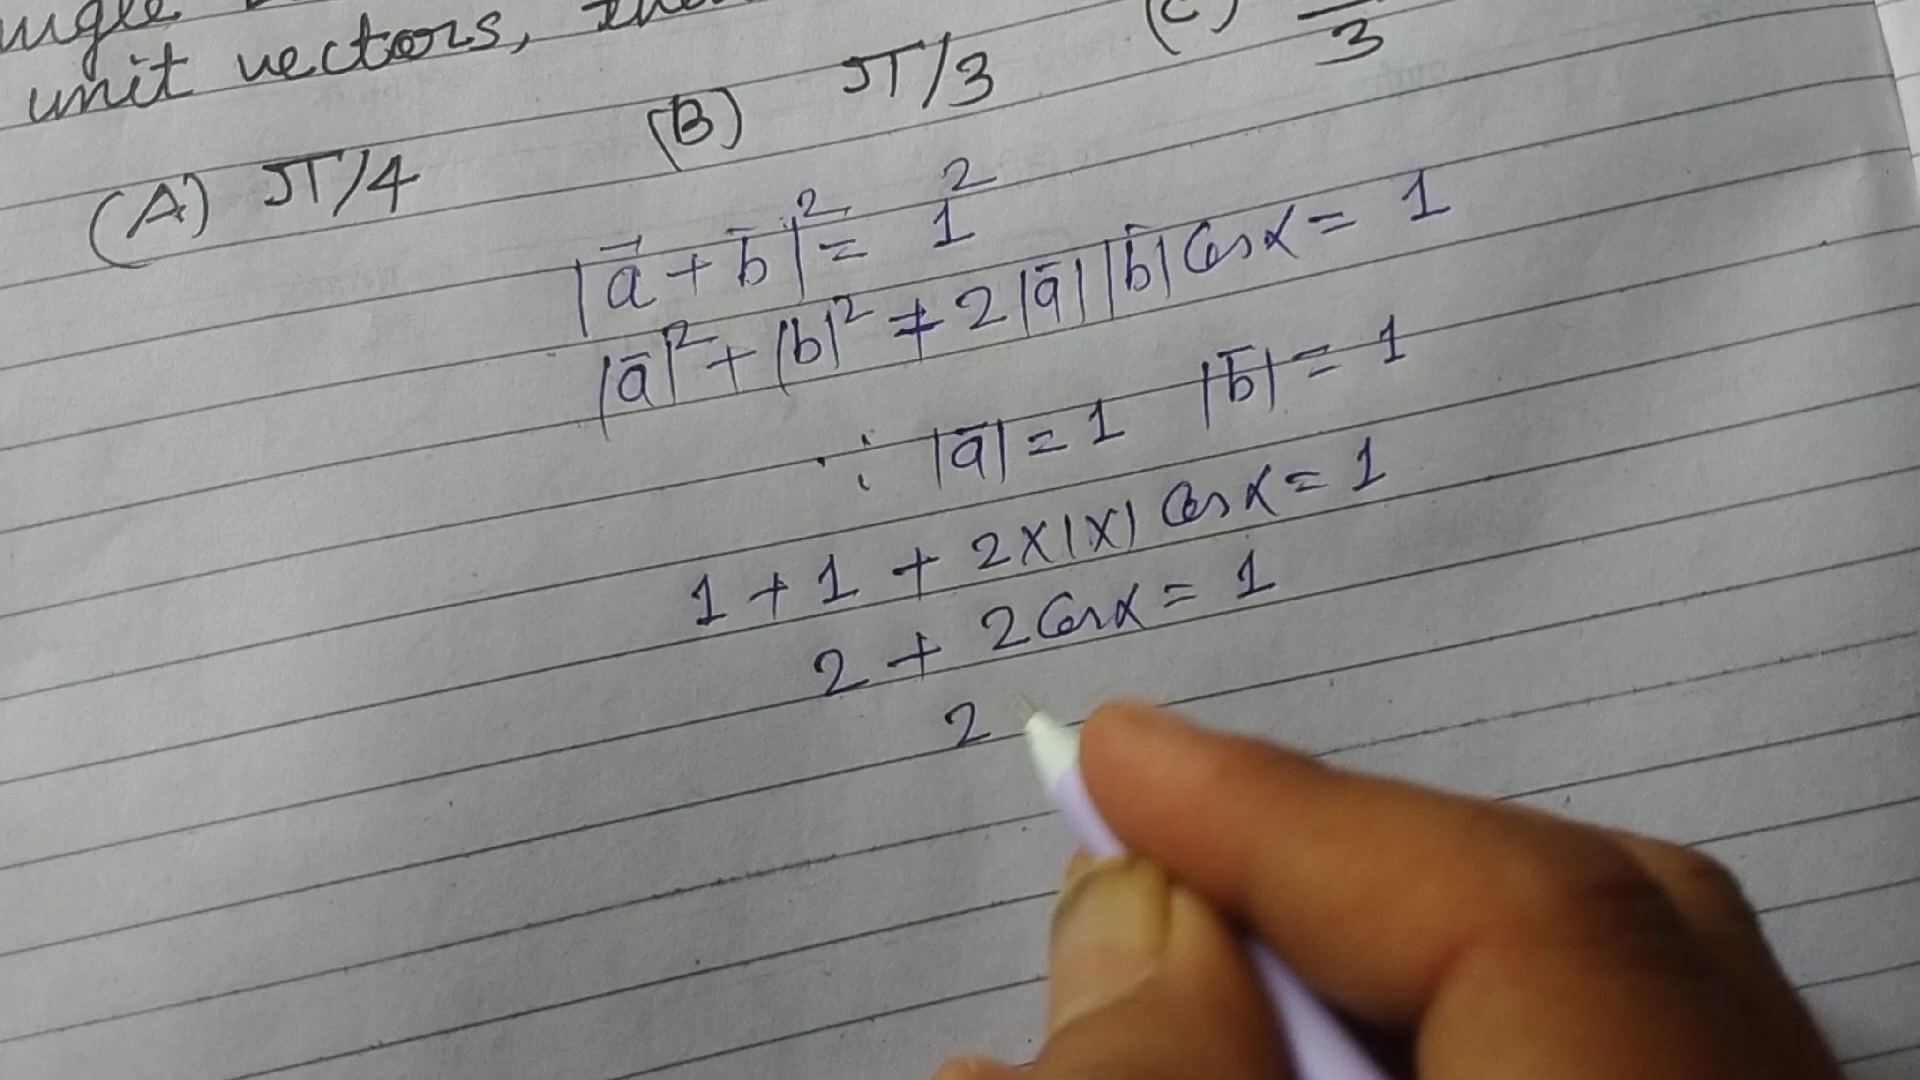 unit vectors,
(A) π/4 (B) π/3 (C) /3
|a⃗ + b̄|² = 1²
|ā|² + |b|² + 2|ā||b̄| Cos α = 1
∵ |ā| = 1 |b̄| = 1
1 + 1 + 2×1×1 Cos α = 1
2 + 2 Cos α = 1
2